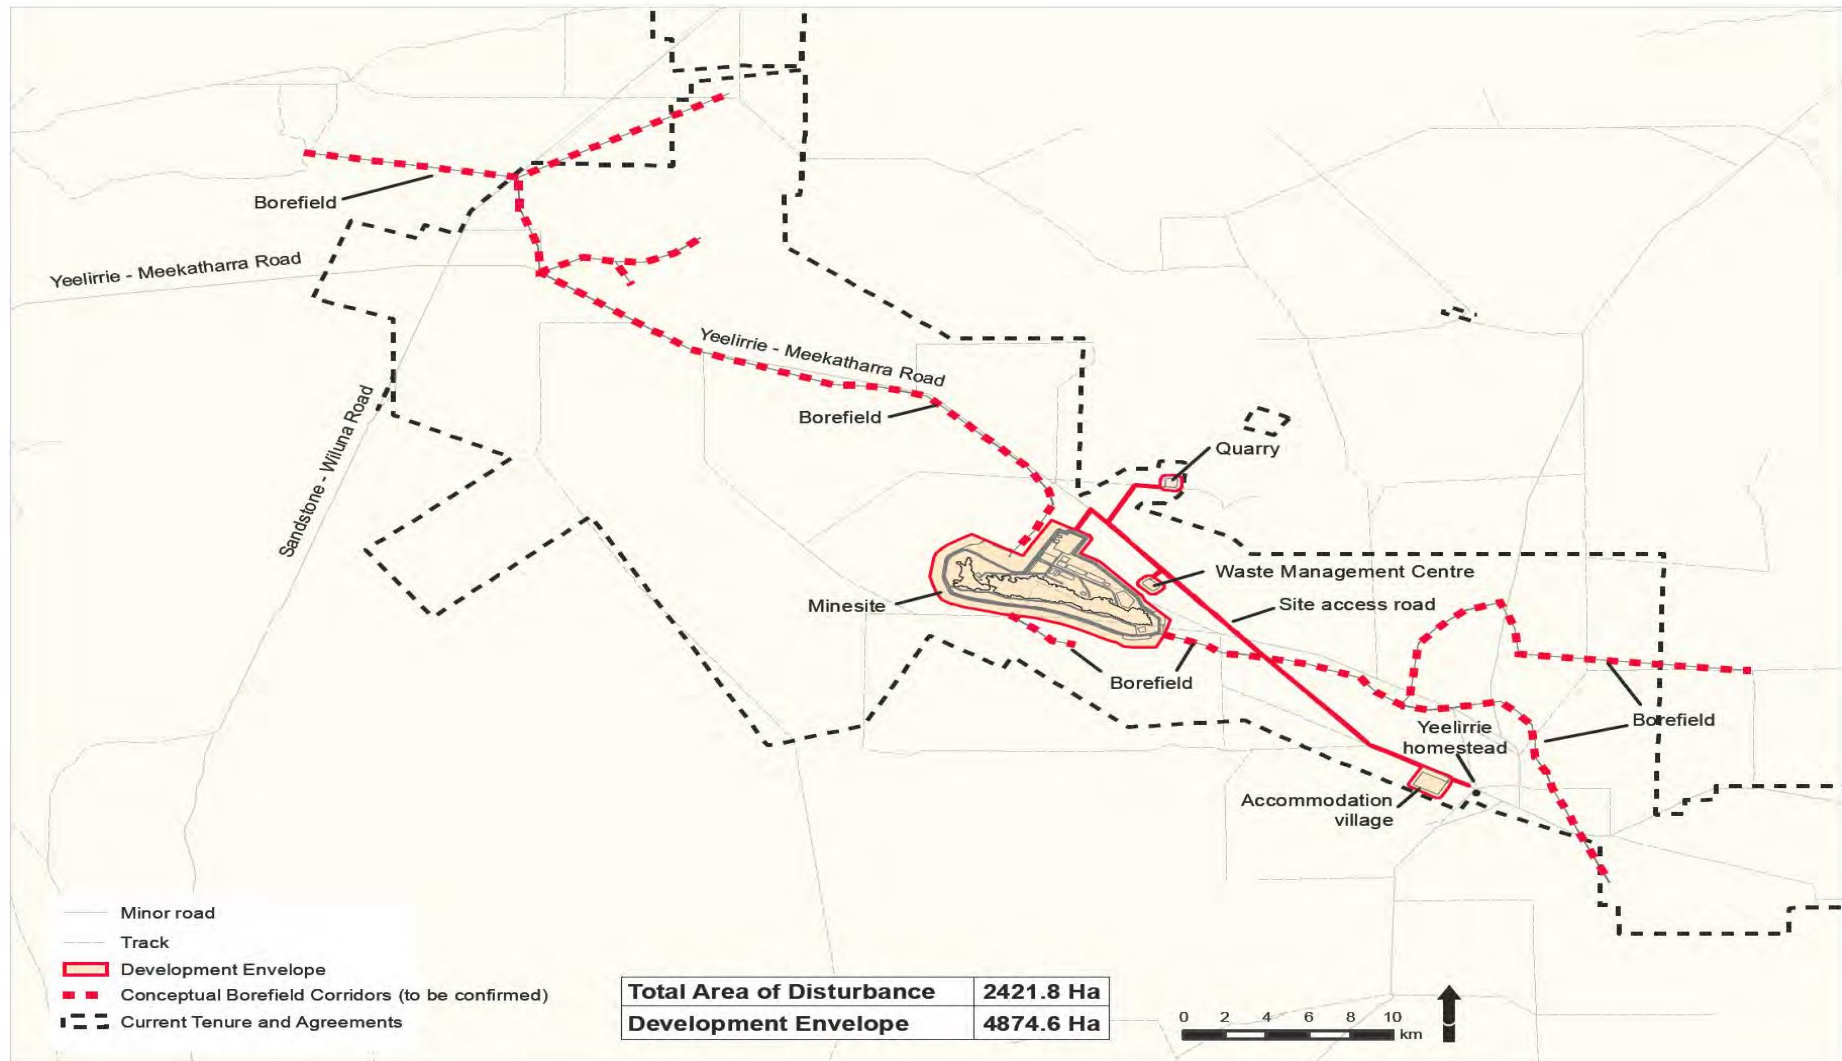 Borefield
Yeelirrie - Meekatharra Road
Yeelirrie - Meekatharra Road
Borefield
Sandstone - Wiluna Road
Quarry
Waste Management Centre
Minesite
Site access road
Borefield
Borefield
Yeelirrie
homestead
Accommodation
village
Minor road
Track
Development Envelope
Conceptual Borefield Corridors (to be confirmed)
Current Tenure and Agreements
Total Area of Disturbance 2421.8 Ha
Development Envelope 4874.6 Ha
0 2 4 6 8 10
km